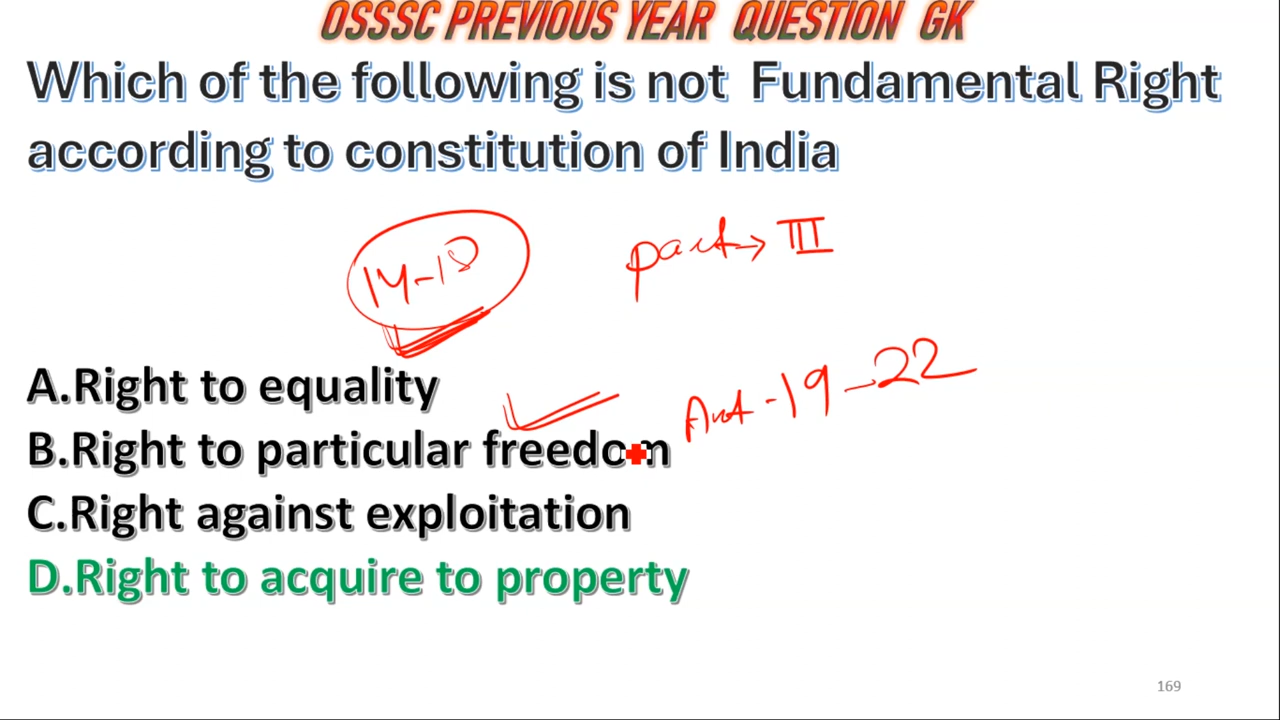 OSSSC PREVIOUS YEAR QUESTION GK
Which of the following is not Fundamental Right
according to constitution of India
14-18
part → III
A.Right to equality
Art - 19 - 22
B.Right to particular freedom
C.Right against exploitation
D.Right to acquire to property
169